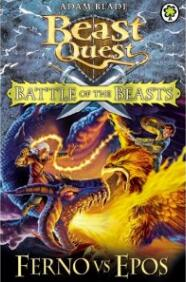 ADAM BLADE
Beast
Quest
BATTLE OF THE BEASTS
FERNO VS EPOS